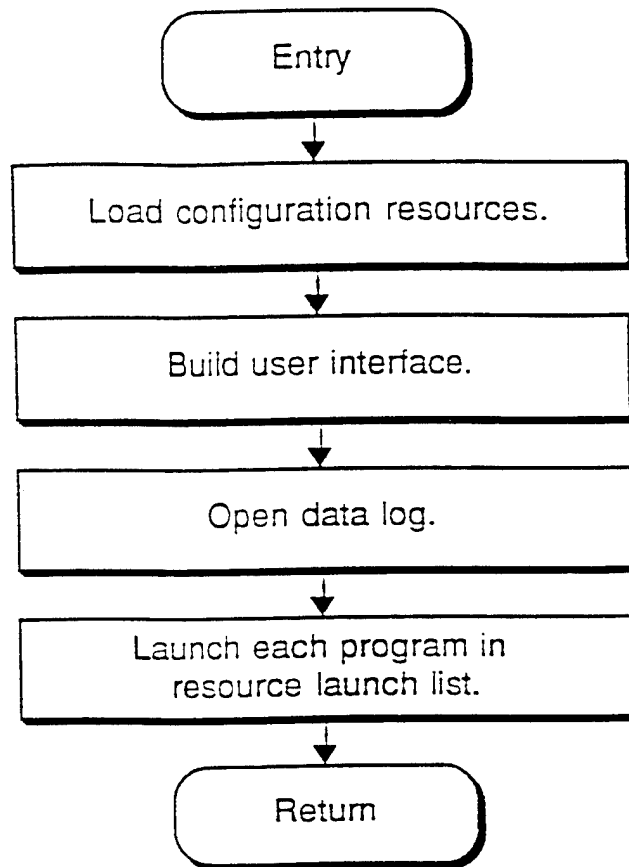 Entry
Load configuration resources.
Build user interface.
Open data log.
Launch each program in
resource launch list.
Return